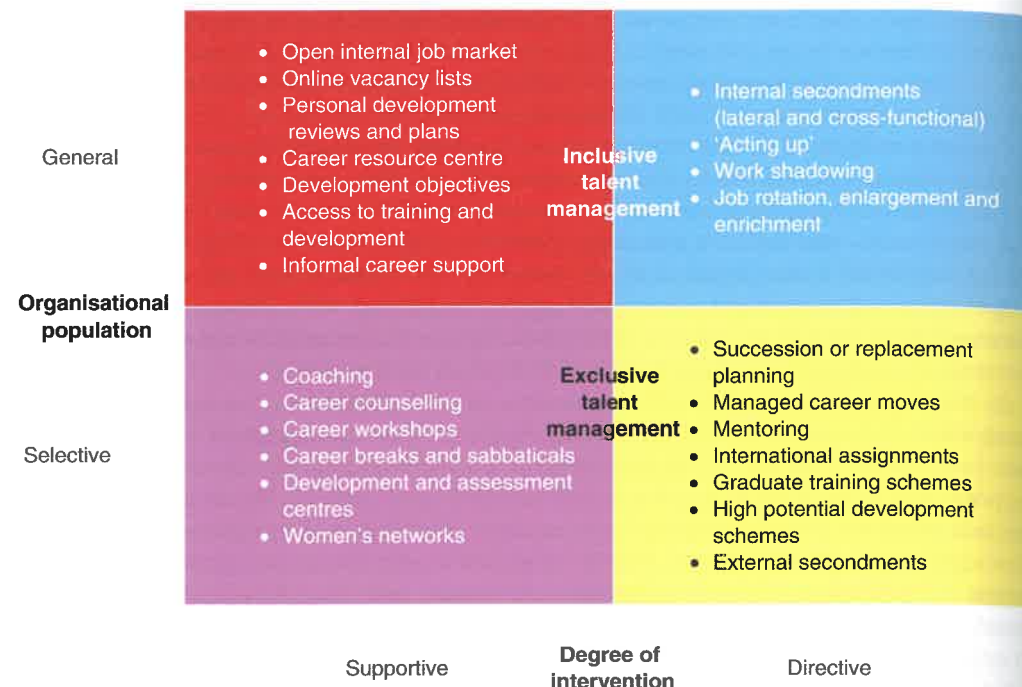 General
• Open internal job market
• Online vacancy lists
• Personal development
reviews and plans
• Career resource centre
• Development objectives
• Access to training and
development
• Informal career support
Inclusive
talent
management
• Internal secondments
(lateral and cross-functional)
• 'Acting up'
• Work shadowing
• Job rotation, enlargement and
enrichment
Organisational
population
Selective
• Coaching
• Career counselling
• Career workshops
• Career breaks and sabbaticals
• Development and assessment
centres
• Women's networks
Exclusive
talent
management
• Succession or replacement
planning
• Managed career moves
• Mentoring
• International assignments
• Graduate training schemes
• High potential development
schemes
• External secondments
Supportive
Degree of
intervention
Directive